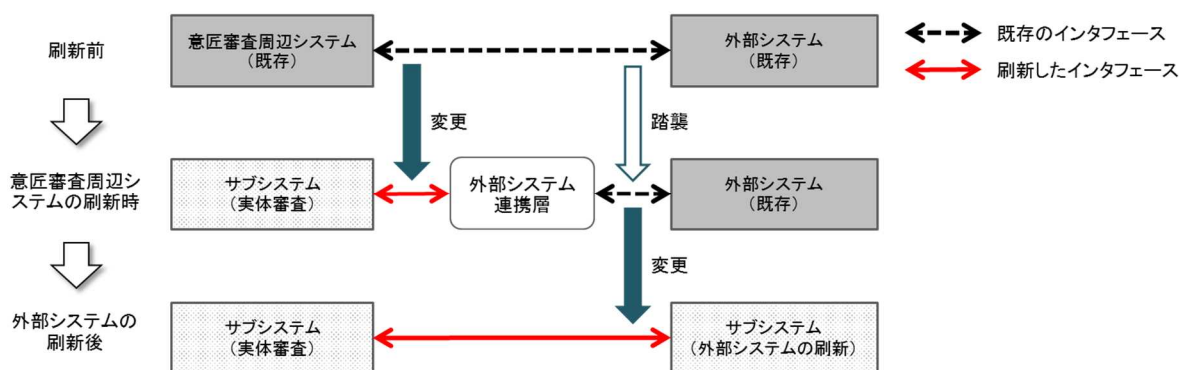 刷新前
意匠審査周辺システム
(既存)
外部システム
(既存)
既存のインタフェース
刷新したインタフェース
変更
踏襲
意匠審査周辺シ
ステムの刷新時
サブシステム
(実体審査)
外部システム
連携層
外部システム
(既存)
変更
外部システムの
刷新後
サブシステム
(実体審査)
サブシステム
(外部システムの刷新)